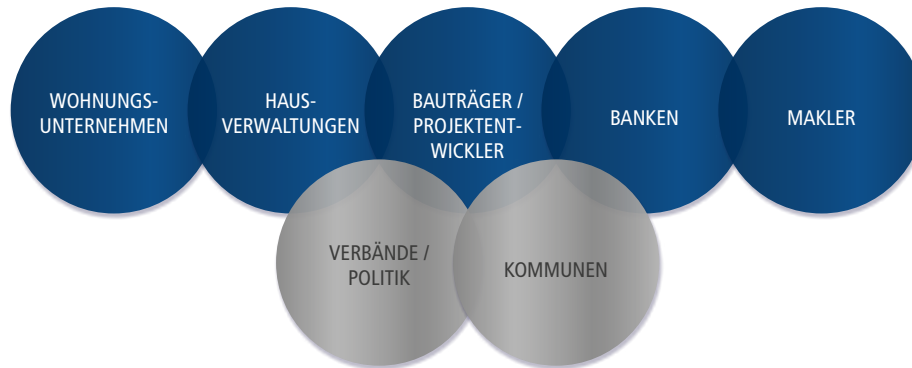 WOHNUNGS-
UNTERNEHMEN
HAUS-
VERWALTUNGEN
BAUTRÄGER /
PROJEKTENT-
WICKLER
BANKEN
MAKLER
VERBÄNDE /
POLITIK
KOMMUNEN